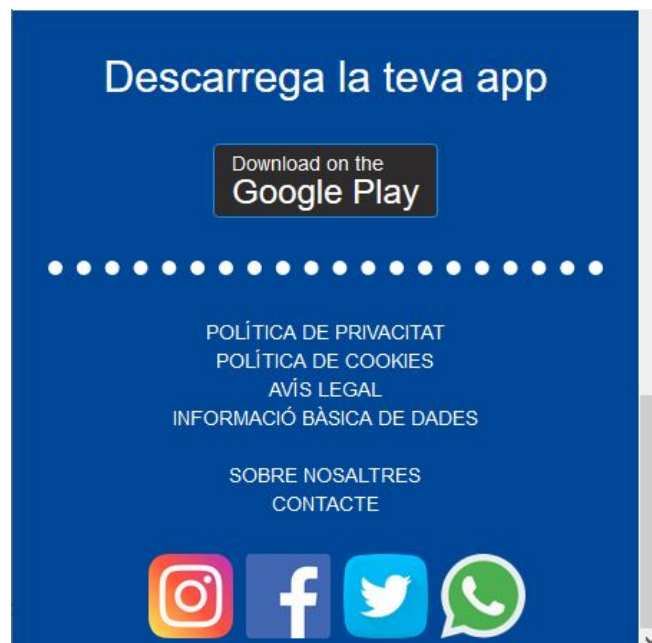 Descarrega la teva app
Download on the
Google Play
POLÍTICA DE PRIVACITAT
POLÍTICA DE COOKIES
AVÍS LEGAL
INFORMACIÓ BÀSICA DE DADES
SOBRE NOSALTRES
CONTACTE